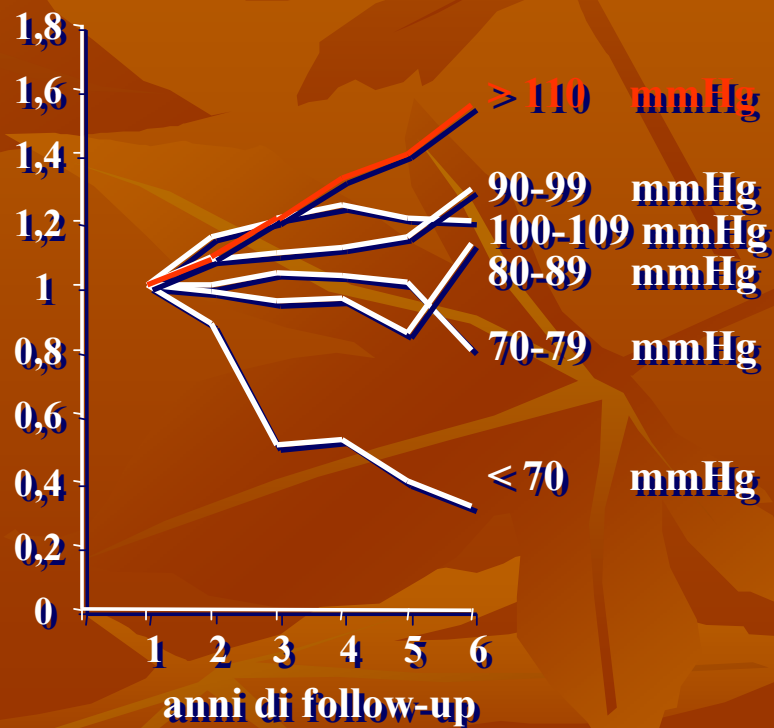 1,8
1,6
1,4
1,2
1
0,8
0,6
0,4
0,2
0
> 110 mmHg
90-99 mmHg
100-109 mmHg
80-89 mmHg
70-79 mmHg
< 70 mmHg
1 2 3 4 5 6
anni di follow-up